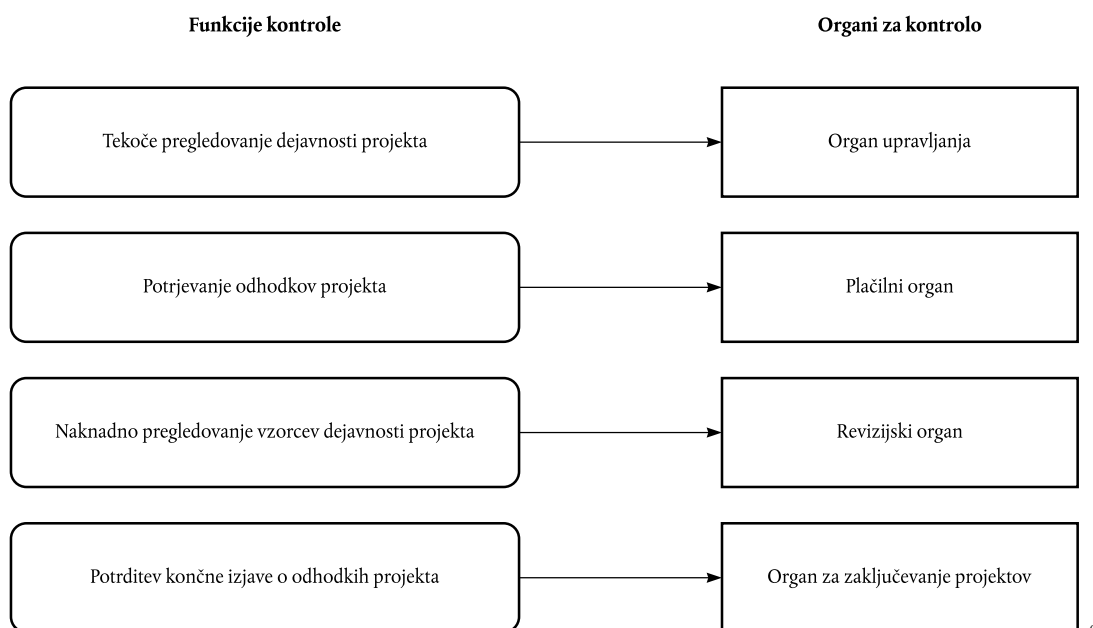 Funkcije kontrole
Organi za kontrolo
Tekoče pregledovanje dejavnosti projekta
Organ upravljanja
Potrjevanje odhodkov projekta
Plačilni organ
Naknadno pregledovanje vzorcev dejavnosti projekta
Revizijski organ
Potrditev končne izjave o odhodkih projekta
Organ za zaključevanje projektov